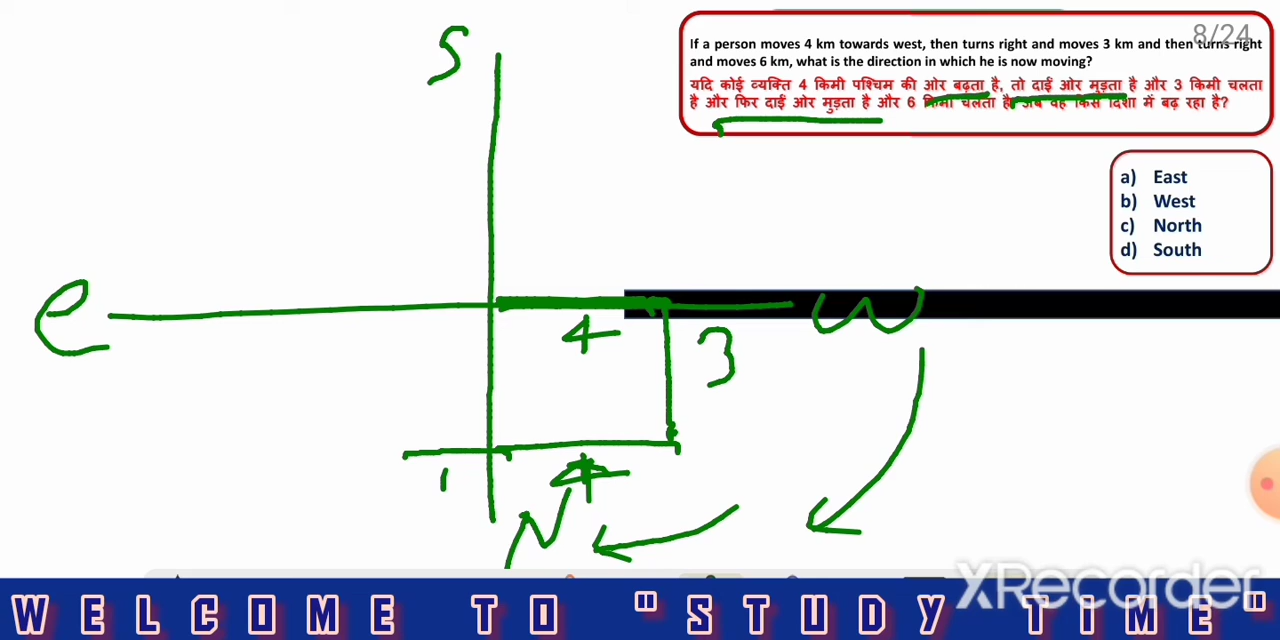 S
8/24
If a person moves 4 km towards west, then turns right and moves 3 km and then turns right
and moves 6 km, what is the direction in which he is now moving?
यदि कोई व्यक्ति 4 किमी पश्चिम की ओर बढ़ता है, तो दाईं ओर मुड़ता है और 3 किमी चलता
है और फिर दाईं ओर मुड़ता है और 6 किमी चलता है, अब वह किस दिशा में बढ़ रहा है?
a) East
b) West
c) North
d) South
e
W
4
3
1
4
N
XRecorder
WELCOME TO "STUDY TIME"